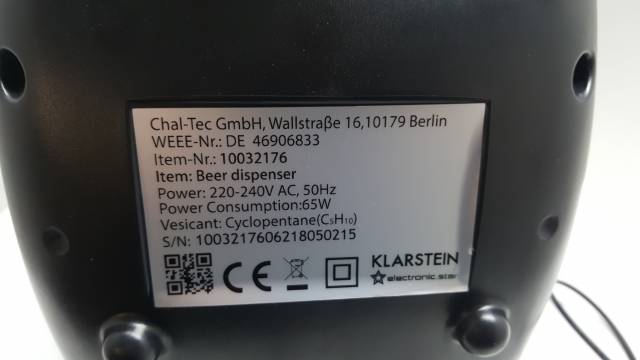 Chal-Tec GmbH, Wallstraße 16,10179 Berlin
WEEE-Nr.: DE 46906833
Item-Nr.: 10032176
Item: Beer dispenser
Power: 220-240V AC, 50Hz
Power Consumption:65W
Vesicant: Cyclopentane(C₅H₁₀)
S/N: 1003217606218050215
CE
KLARSTEIN
electronic.star